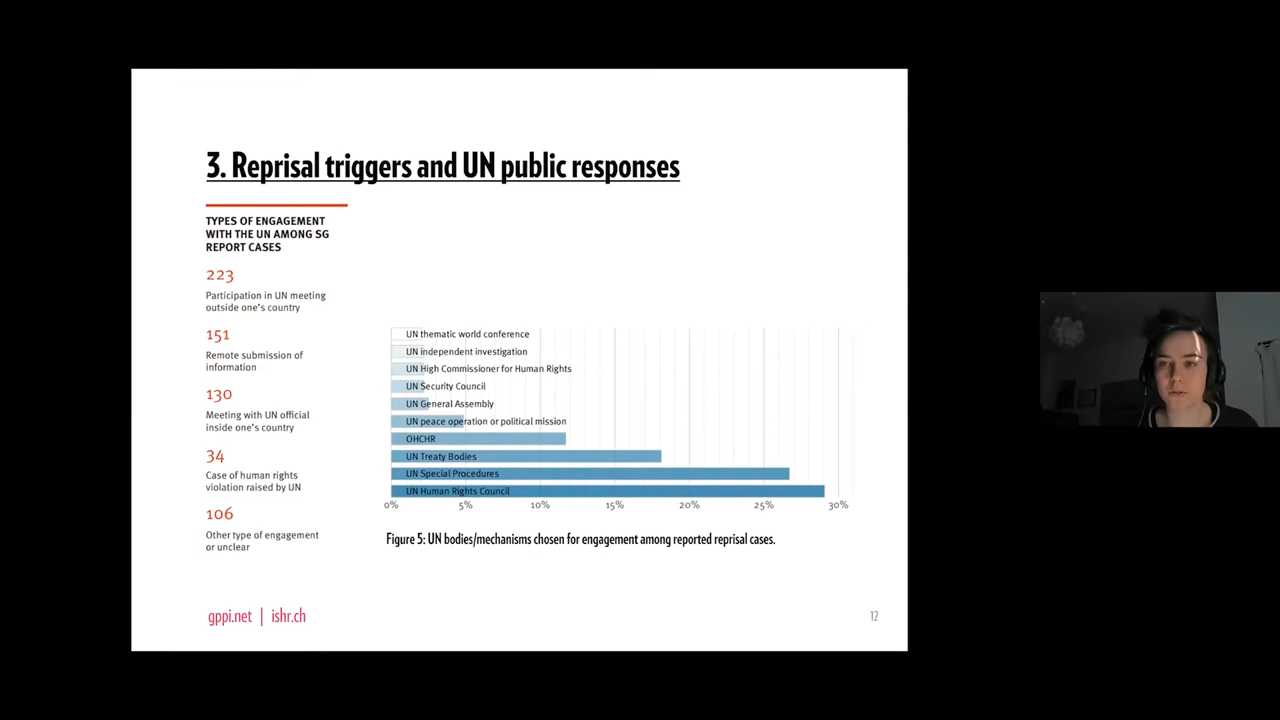 3. Reprisal triggers and UN public responses
TYPES OF ENGAGEMENT
WITH THE UN AMONG SG
REPORT CASES
223
Participation in UN meeting
outside one's country
151
Remote submission of
information
130
Meeting with UN official
inside one's country
34
Case of human rights
violation raised by UN
106
Other type of engagement
or unclear
UN thematic world conference
UN independent investigation
UN High Commissioner for Human Rights
UN Security Council
UN General Assembly
UN peace operation or political mission
OHCHR
UN Treaty Bodies
UN Special Procedures
UN Human Rights Council
0% 5% 10% 15% 20% 25% 30%
Figure 5: UN bodies/mechanisms chosen for engagement among reported reprisal cases.
gppi.net | ishr.ch
12